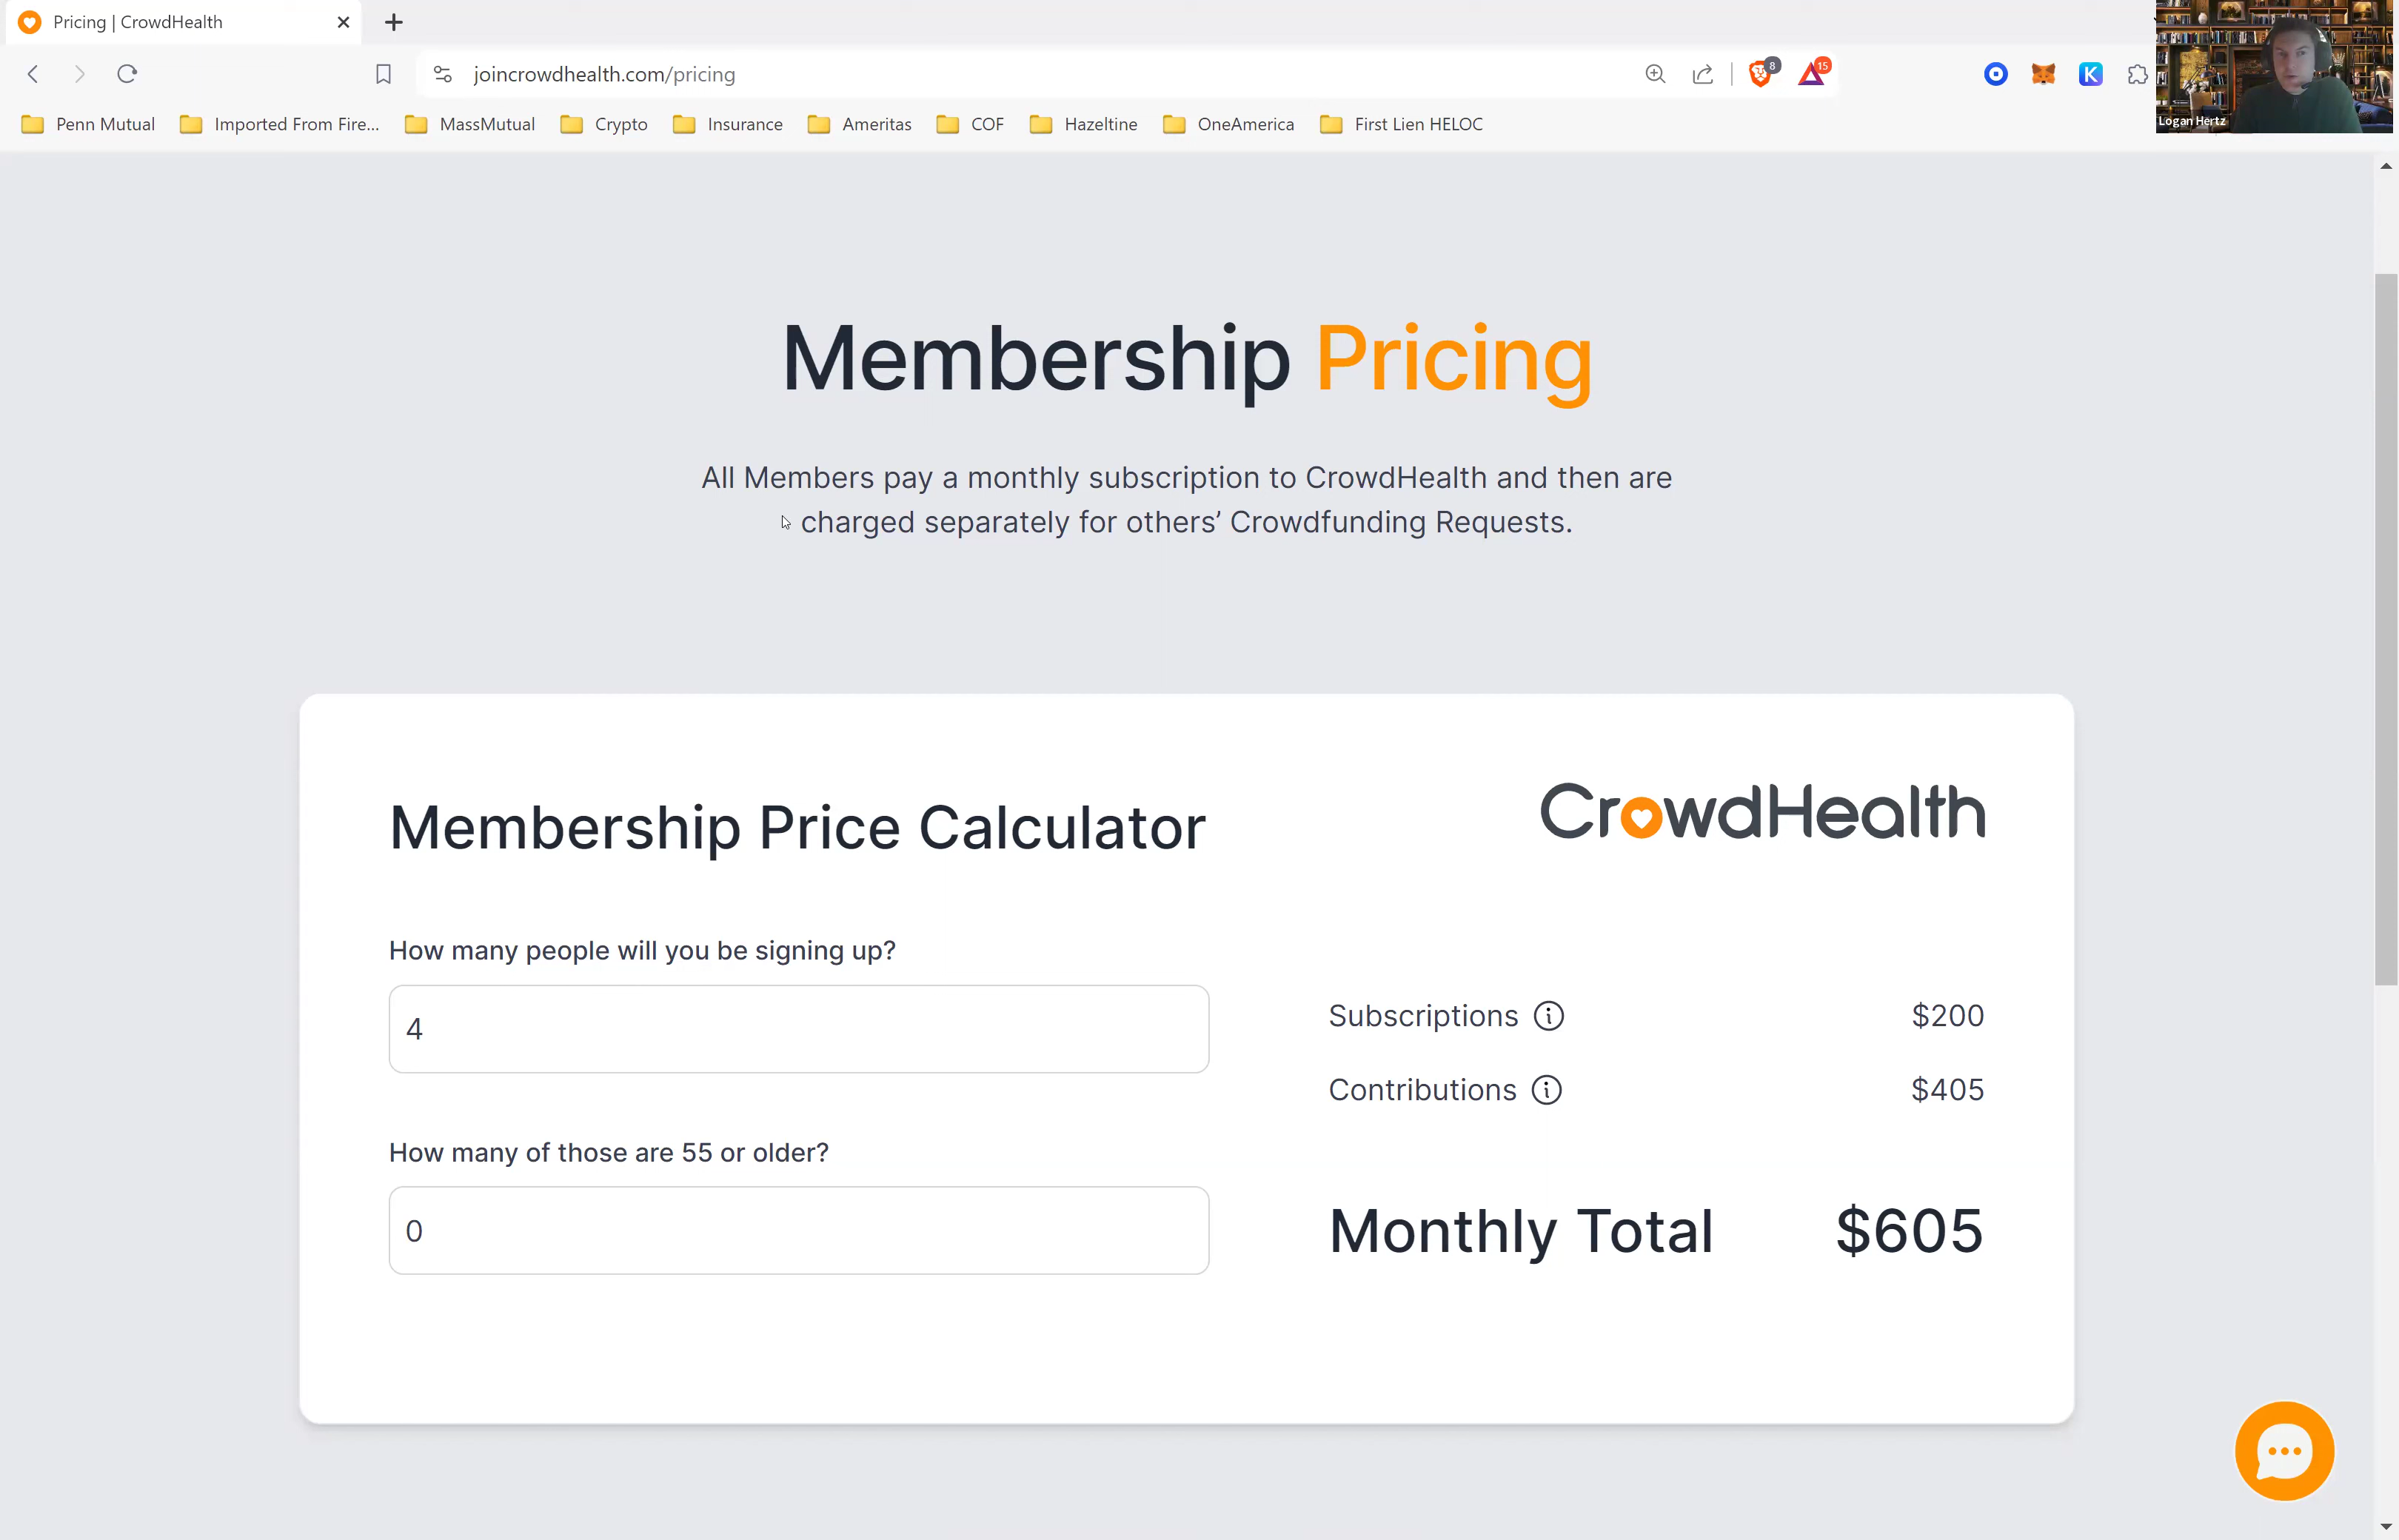 Pricing | CrowdHealth
joincrowdhealth.com/pricing
8
15
K
Penn Mutual
Imported From Fire...
MassMutual
Crypto
Insurance
Ameritas
COF
Hazeltine
OneAmerica
First Lien HELOC
Logan Hertz
Membership Pricing
All Members pay a monthly subscription to CrowdHealth and then are
charged separately for others’ Crowdfunding Requests.
Membership Price Calculator
CrowdHealth
How many people will you be signing up?
4
Subscriptions $200
Contributions $405
How many of those are 55 or older?
0
Monthly Total $605